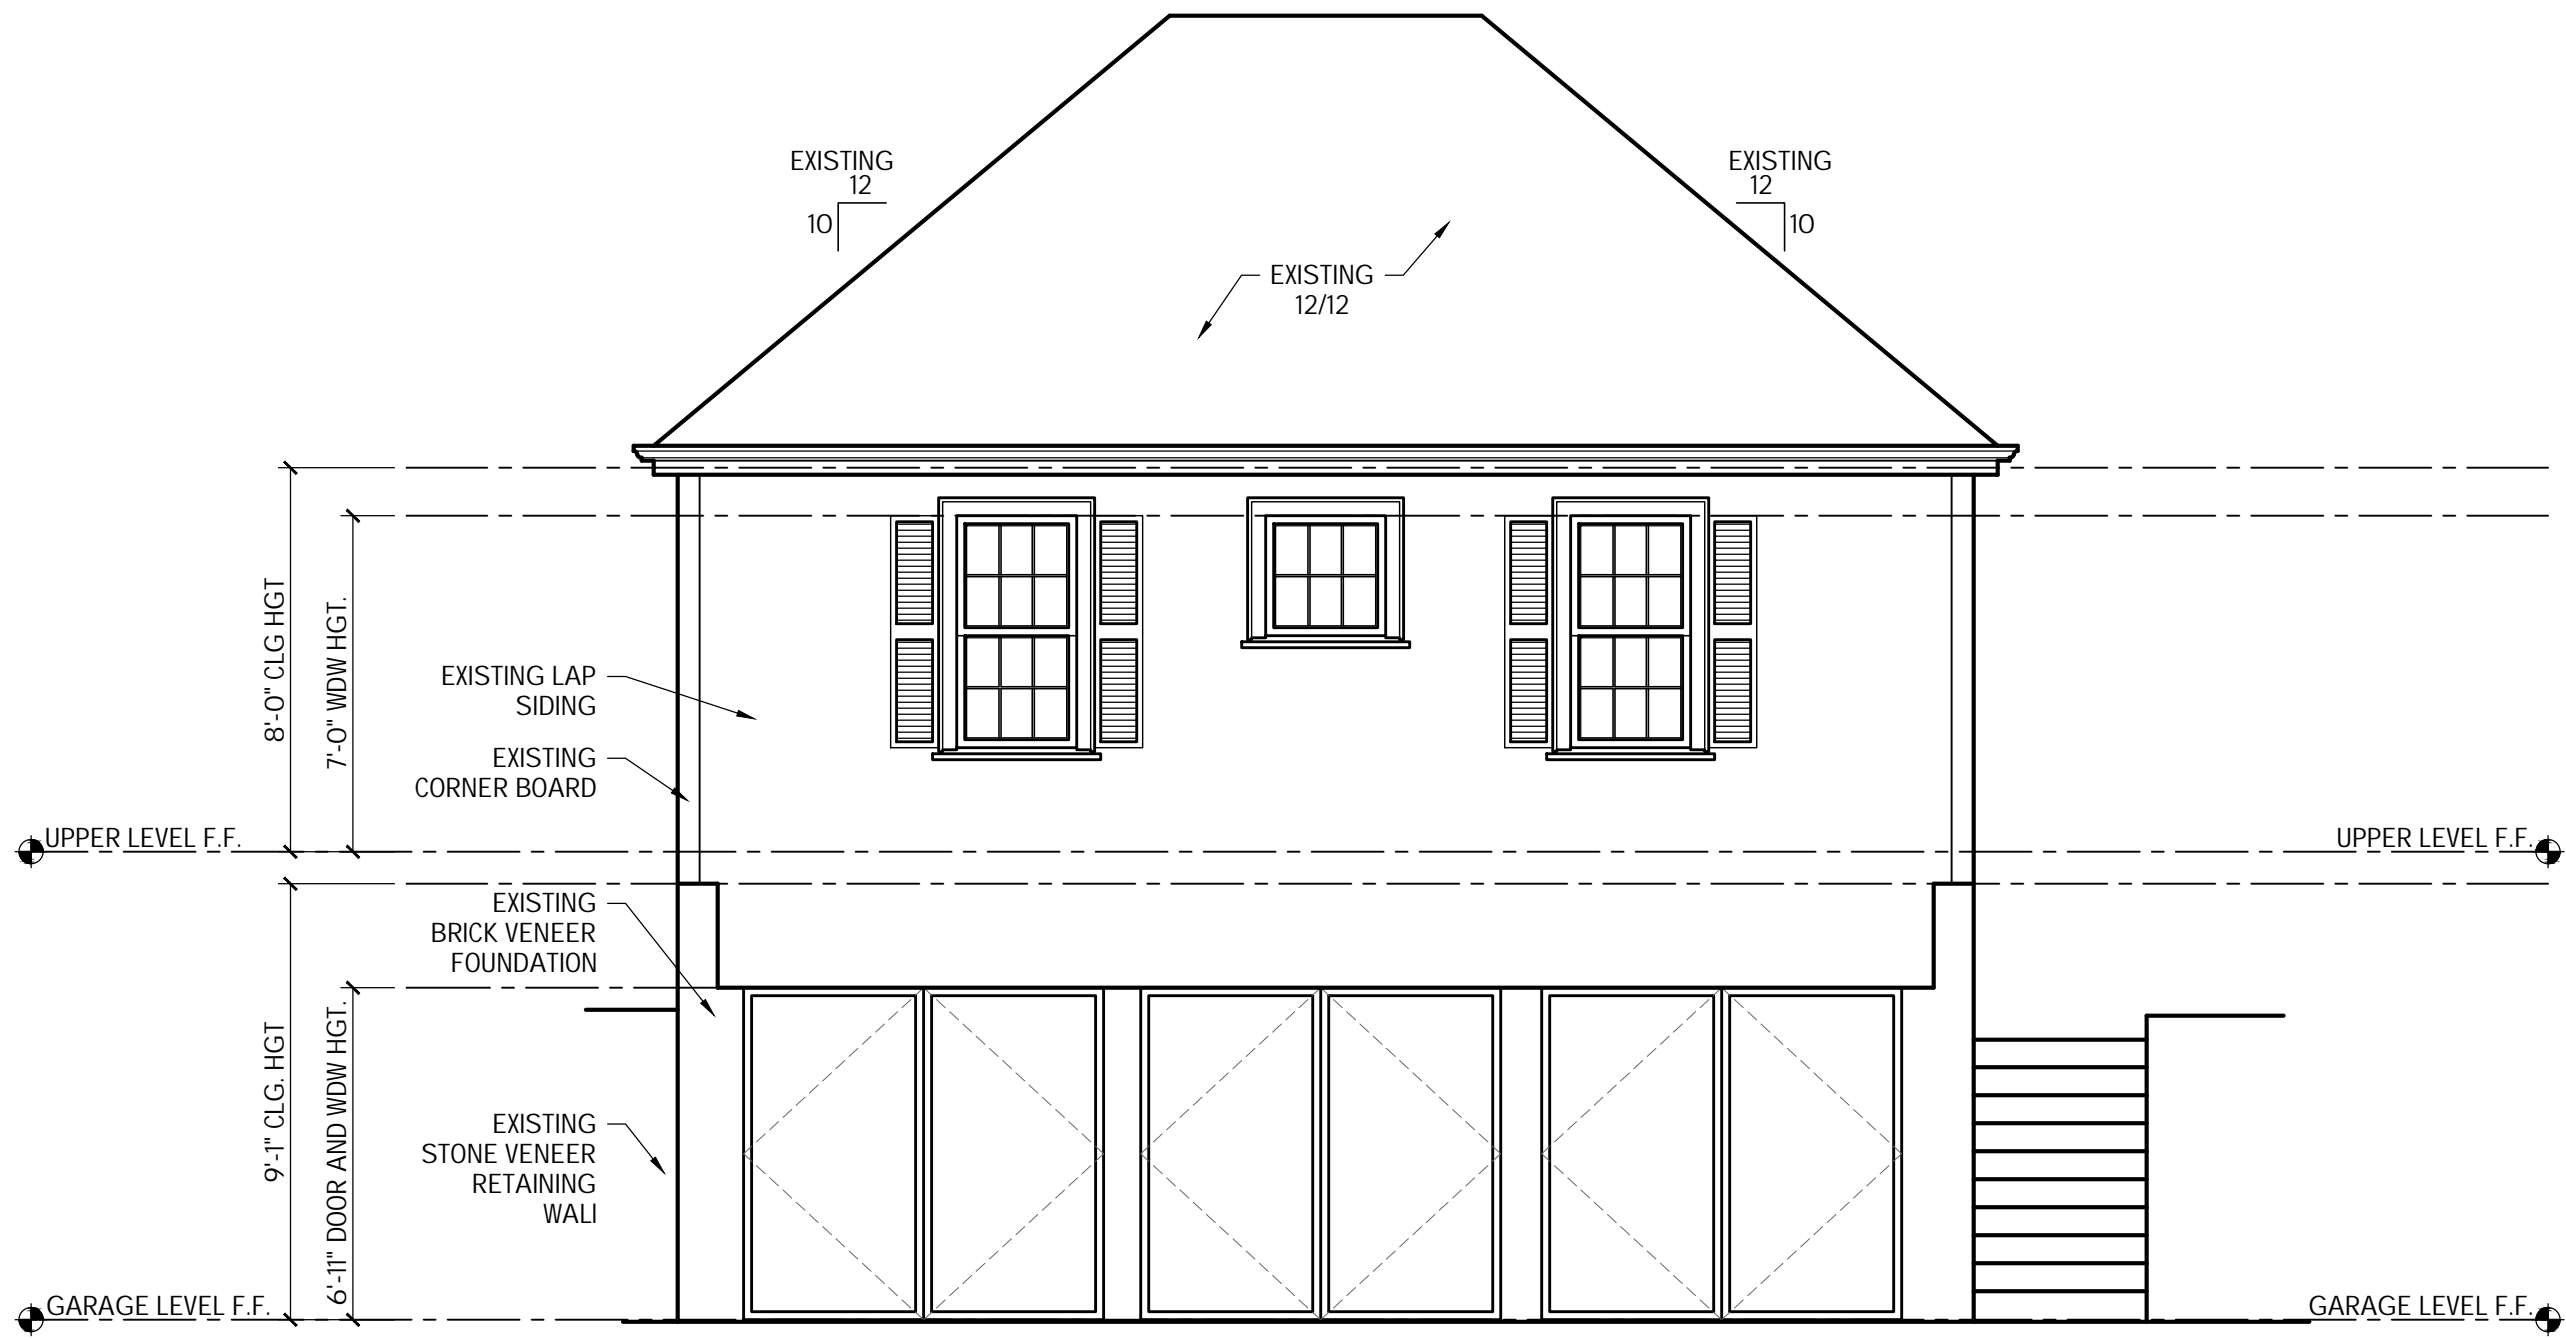 EXISTING
12
10
EXISTING
12
10
EXISTING
12/12
8'-0" CLG HGT
7'-0" WDW HGT.
EXISTING LAP
SIDING
EXISTING
CORNER BOARD
UPPER LEVEL F.F.
UPPER LEVEL F.F.
EXISTING
BRICK VENEER
FOUNDATION
9'-1" CLG. HGT
6'-11" DOOR AND WDW HGT.
EXISTING
STONE VENEER
RETAINING
WALl
GARAGE LEVEL F.F.
GARAGE LEVEL F.F.